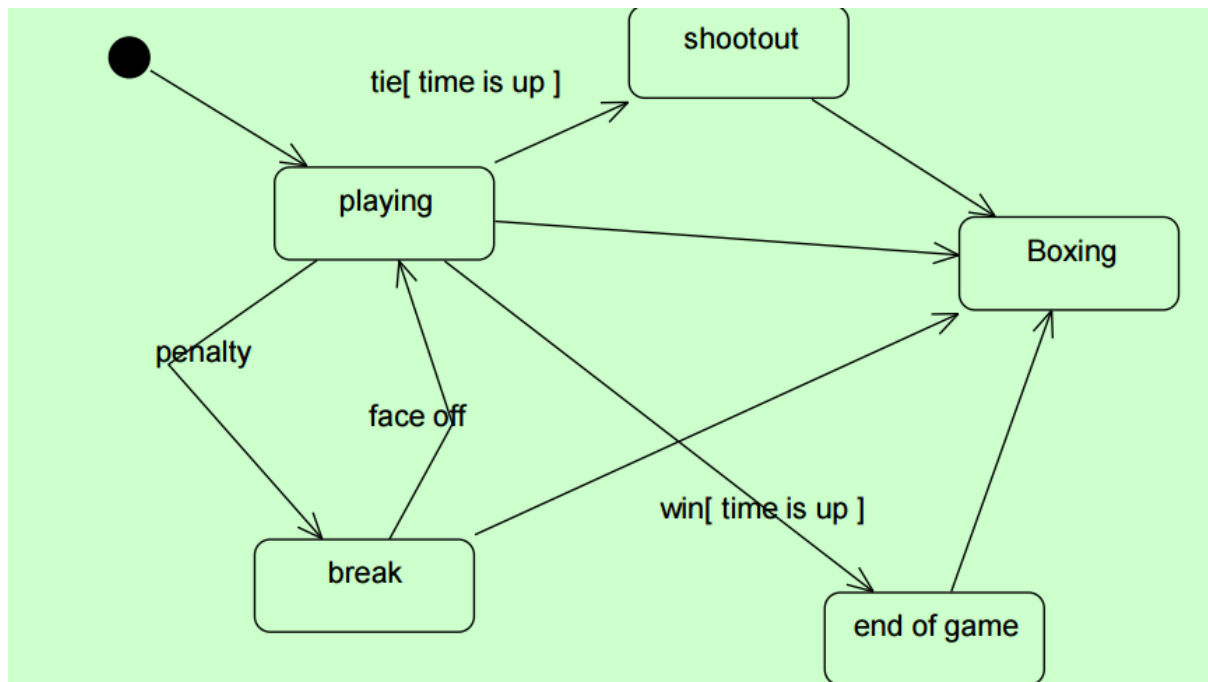 shootout
tie[ time is up ]
playing
Boxing
penalty
face off
win[ time is up ]
break
end of game